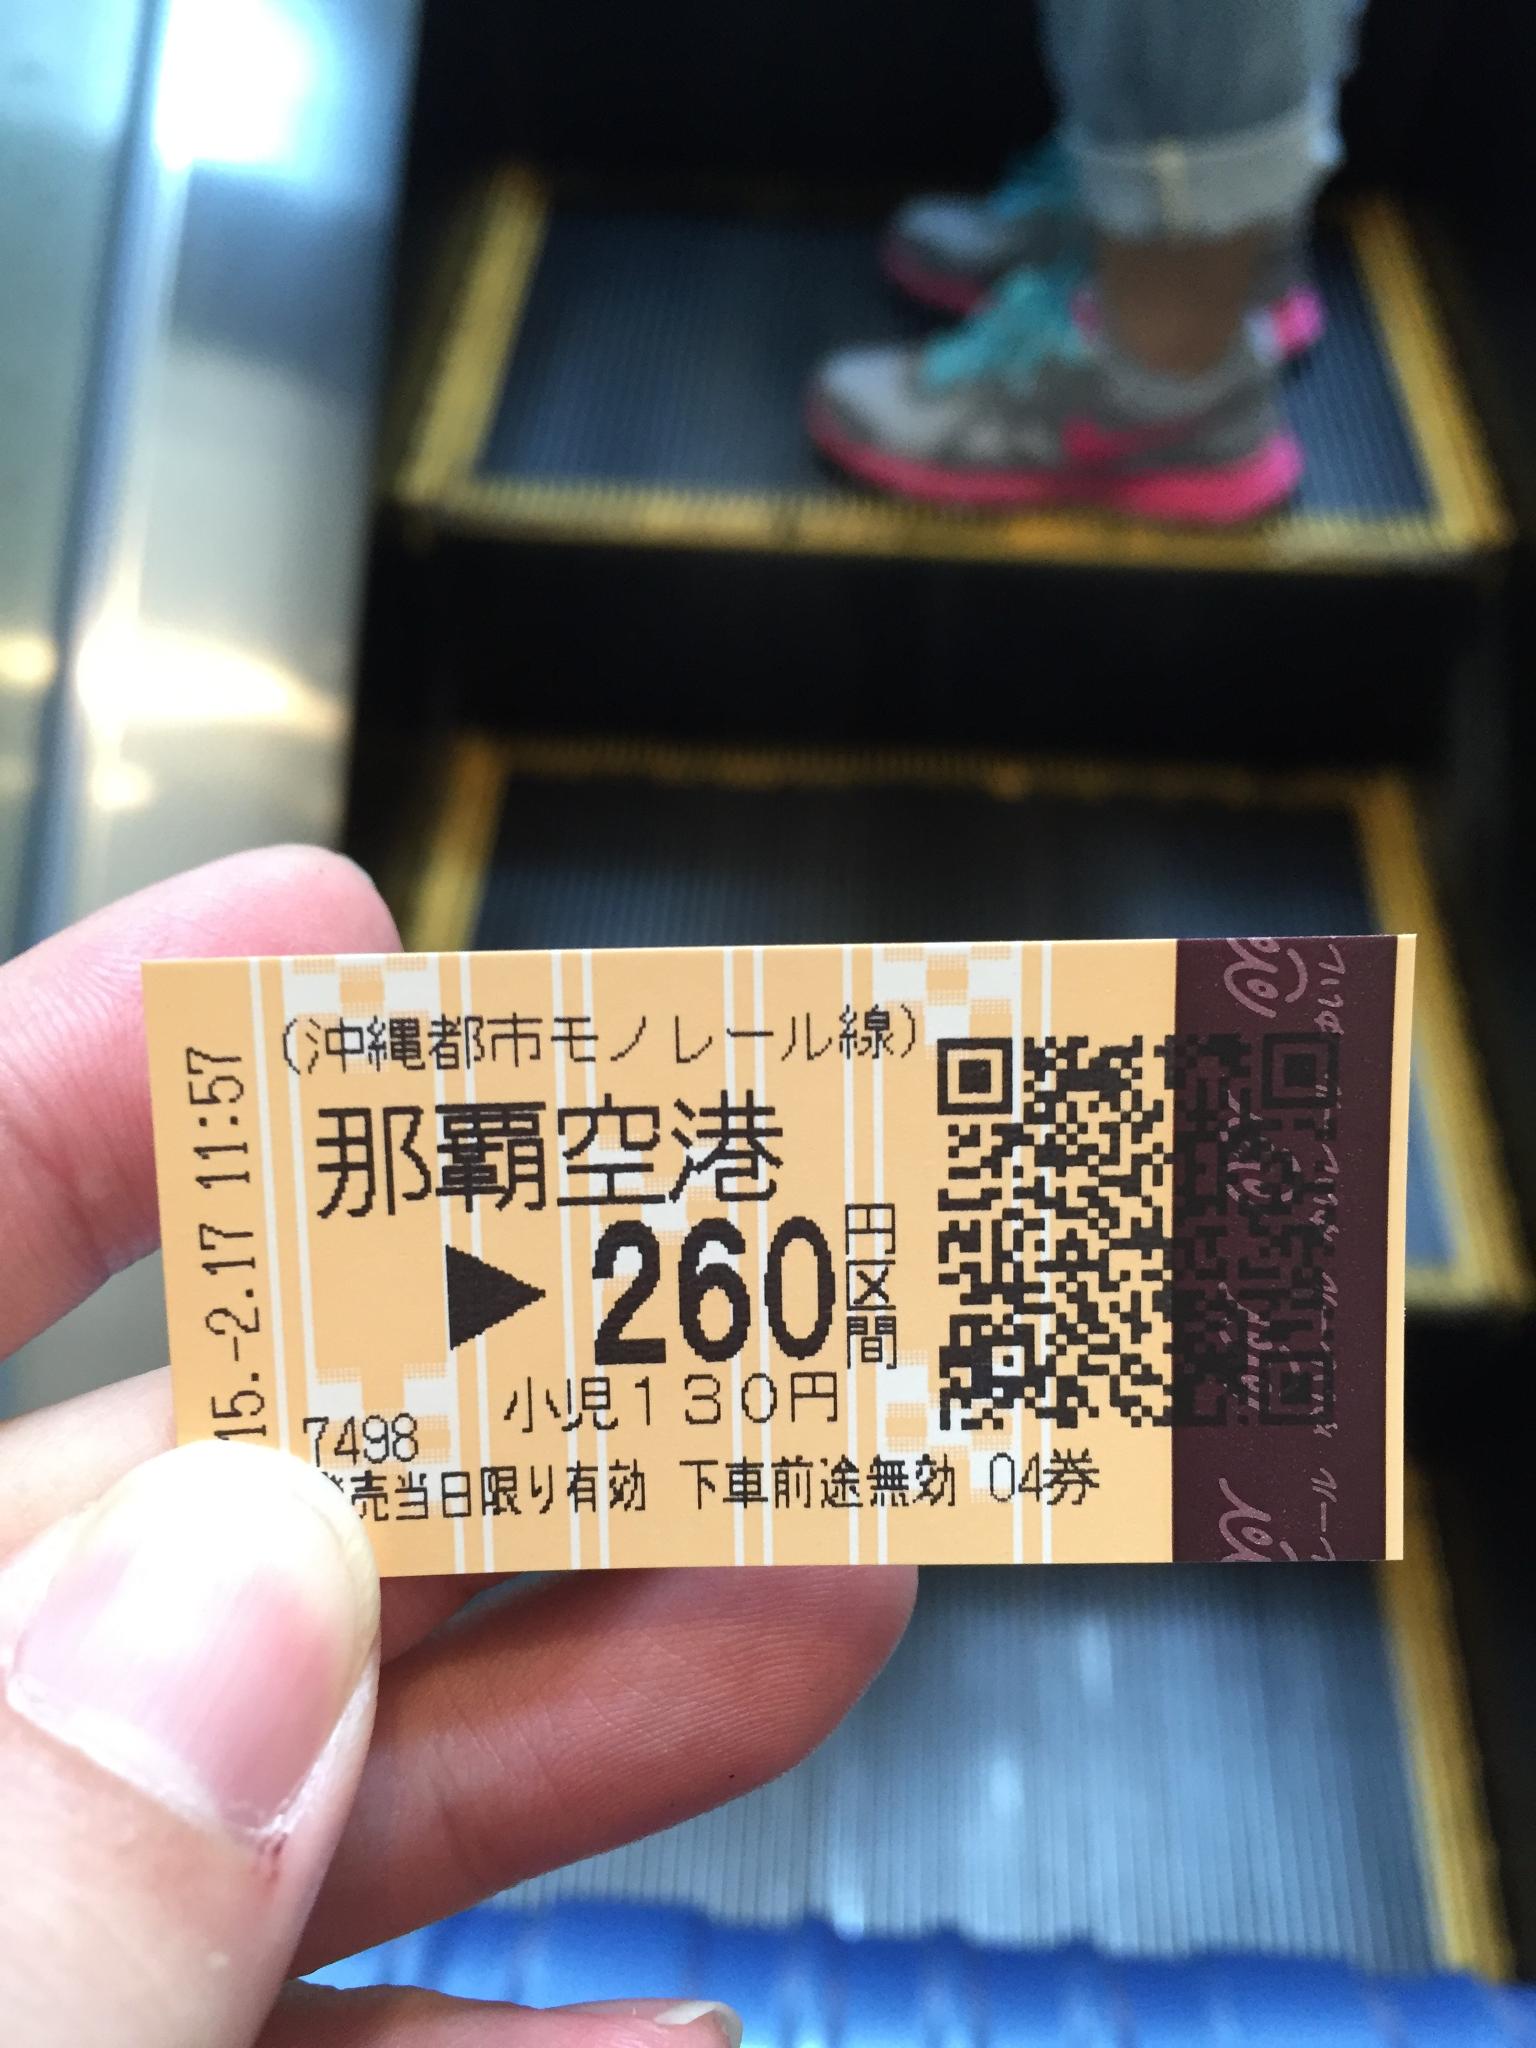 15.-2.17 11:57
(沖縄都市モノレール線)
那覇空港
▶260円区間
小児130円
7498
売当日限り有効 下車前途無効 04券